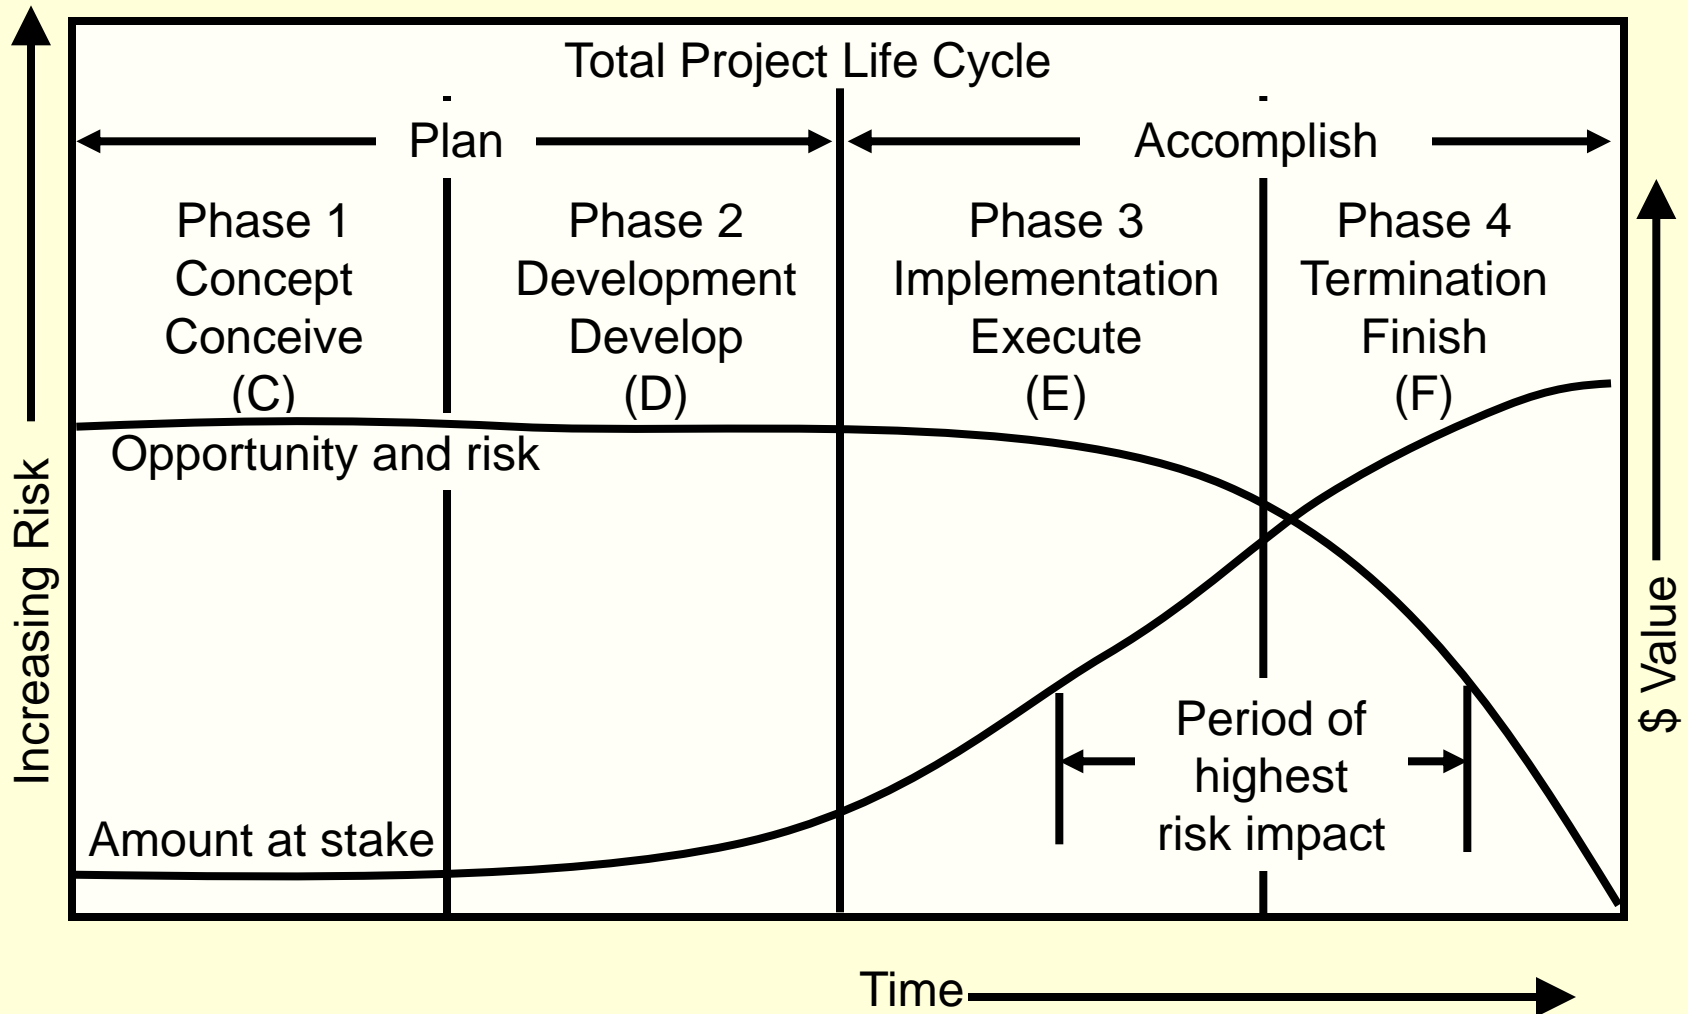 Total Project Life Cycle
Plan
Accomplish
Phase 1
Concept
Conceive
(C)
Phase 2
Development
Develop
(D)
Phase 3
Implementation
Execute
(E)
Phase 4
Termination
Finish
(F)
Opportunity and risk
Amount at stake
Period of
highest
risk impact
Increasing Risk
$ Value
Time